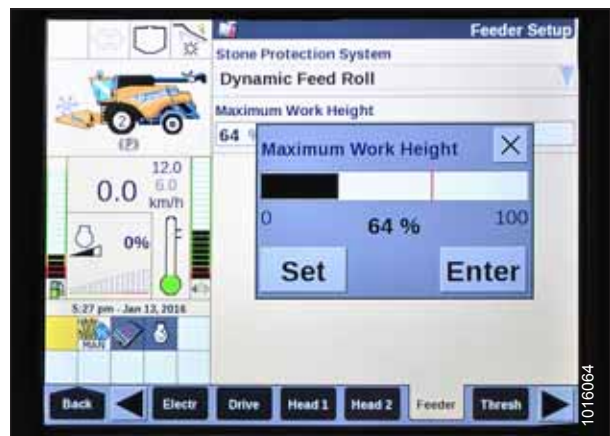 Feeder Setup
Stone Protection System
Dynamic Feed Roll
Maximum Work Height
64 %
Maximum Work Height
0
64 %
100
Set
Enter
2
(P)
12.0
0.0
6.0
km/h
0%
5:27 pm - Jan 13, 2016
MAN
Back
Electr
Drive
Head 1
Head 2
Feeder
Thresh
1016064